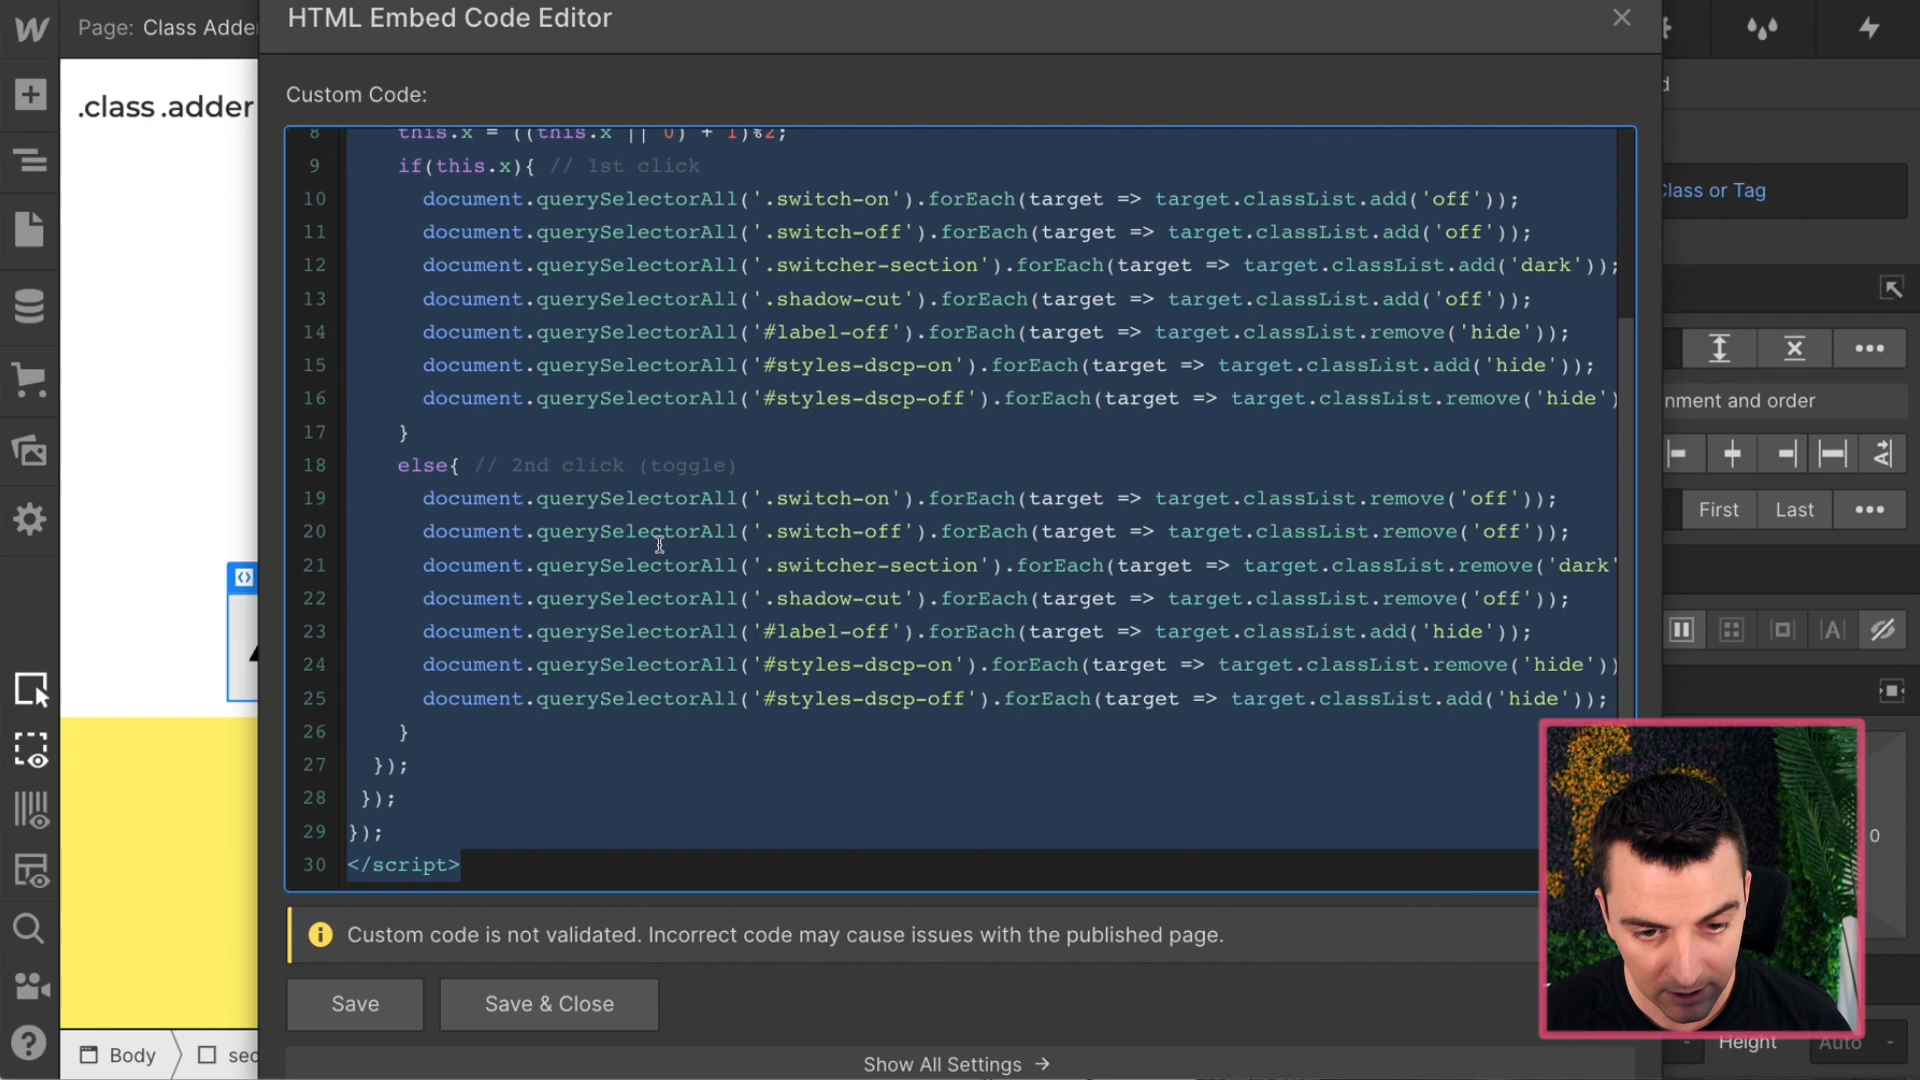 Page: Class Adde
HTML Embed Code Editor
.class .adder
Custom Code:
8 this.x = ((this.x || 0) + 1)%2;
9 if(this.x){ // 1st click
10 document.querySelectorAll('.switch-on').forEach(target => target.classList.add('off'));
11 document.querySelectorAll('.switch-off').forEach(target => target.classList.add('off'));
12 document.querySelectorAll('.switcher-section').forEach(target => target.classList.add('dark'));
13 document.querySelectorAll('.shadow-cut').forEach(target => target.classList.add('off'));
14 document.querySelectorAll('#label-off').forEach(target => target.classList.remove('hide'));
15 document.querySelectorAll('#styles-dscp-on').forEach(target => target.classList.add('hide'));
16 document.querySelectorAll('#styles-dscp-off').forEach(target => target.classList.remove('hide')
17 }
18 else{ // 2nd click (toggle)
19 document.querySelectorAll('.switch-on').forEach(target => target.classList.remove('off'));
20 document.querySelectorAll('.switch-off').forEach(target => target.classList.remove('off'));
21 document.querySelectorAll('.switcher-section').forEach(target => target.classList.remove('dark'
22 document.querySelectorAll('.shadow-cut').forEach(target => target.classList.remove('off'));
23 document.querySelectorAll('#label-off').forEach(target => target.classList.add('hide'));
24 document.querySelectorAll('#styles-dscp-on').forEach(target => target.classList.remove('hide'))
25 document.querySelectorAll('#styles-dscp-off').forEach(target => target.classList.add('hide'));
26 }
27 });
28 });
29 });
30 </script>
Custom code is not validated. Incorrect code may cause issues with the published page.
Save
Save & Close
Show All Settings →
Body
sec
d
Class or Tag
nment and order
First
Last
0
Height
Auto
-